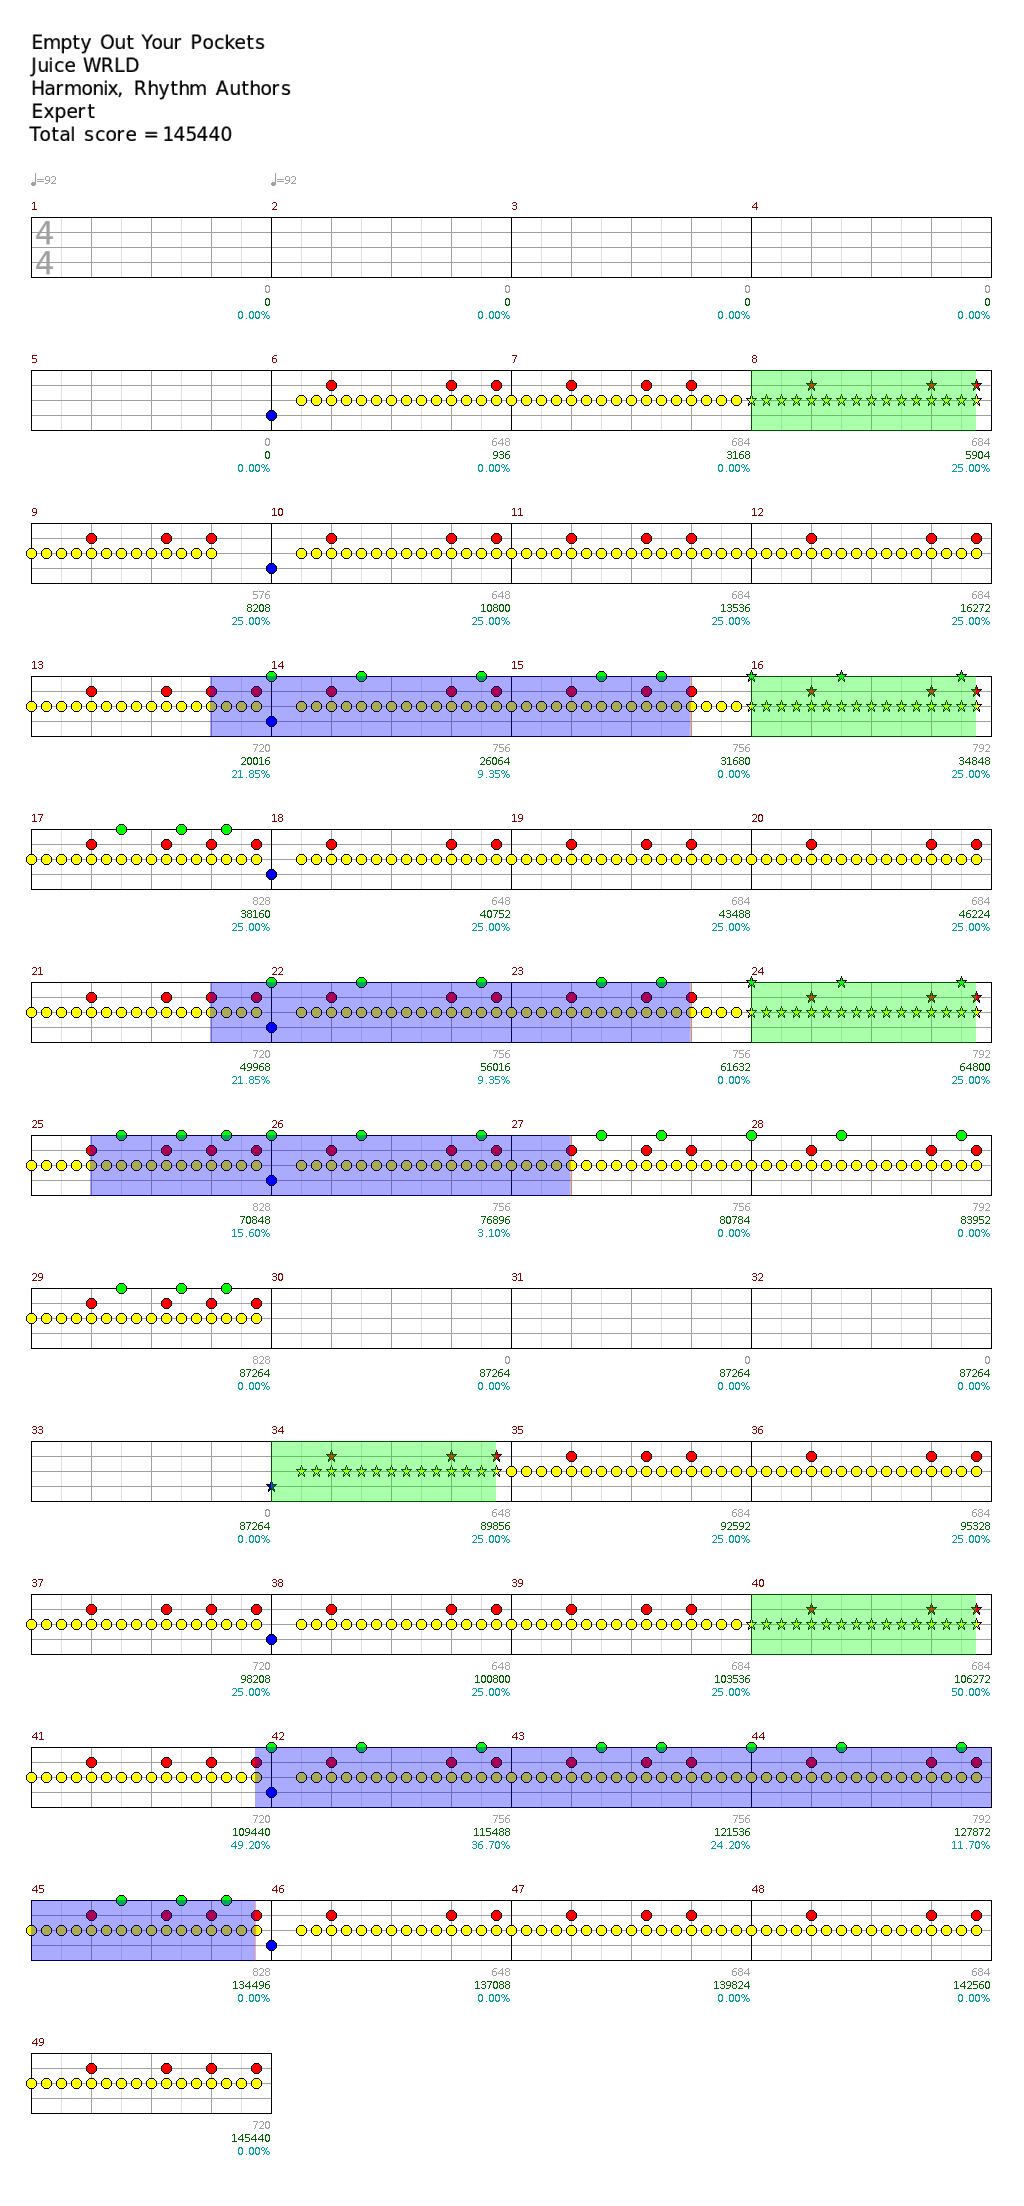 Empty Out Your Pockets
Juice WRLD
Harmonix, Rhythm Authors
Expert
Total score = 145440
♩=92 ♩=92
1 2 3 4
4
4
0 0 0 0
0 0 0 0
0.00% 0.00% 0.00% 0.00%
5 6 7 8
0 648 684 684
0 936 3168 5904
0.00% 0.00% 0.00% 25.00%
9 10 11 12
576 648 684 684
8208 10800 13536 16272
25.00% 25.00% 25.00% 25.00%
13 14 15 16
720 756 756 792
20016 26064 31680 34848
21.85% 9.35% 0.00% 25.00%
17 18 19 20
828 648 684 684
38160 40752 43488 46224
25.00% 25.00% 25.00% 25.00%
21 22 23 24
720 756 756 792
49968 56016 61632 64800
21.85% 9.35% 0.00% 25.00%
25 26 27 28
828 756 756 792
70848 76896 80784 83952
15.60% 3.10% 0.00% 0.00%
29 30 31 32
828 0 0 0
87264 87264 87264 87264
0.00% 0.00% 0.00% 0.00%
33 34 35 36
0 648 684 684
87264 89856 92592 95328
0.00% 25.00% 25.00% 25.00%
37 38 39 40
720 648 684 684
98208 100800 103536 106272
25.00% 25.00% 25.00% 50.00%
41 42 43 44
720 756 756 792
109440 115488 121536 127872
49.20% 36.70% 24.20% 11.70%
45 46 47 48
828 648 684 684
134496 137088 139824 142560
0.00% 0.00% 0.00% 0.00%
49
720
145440
0.00%